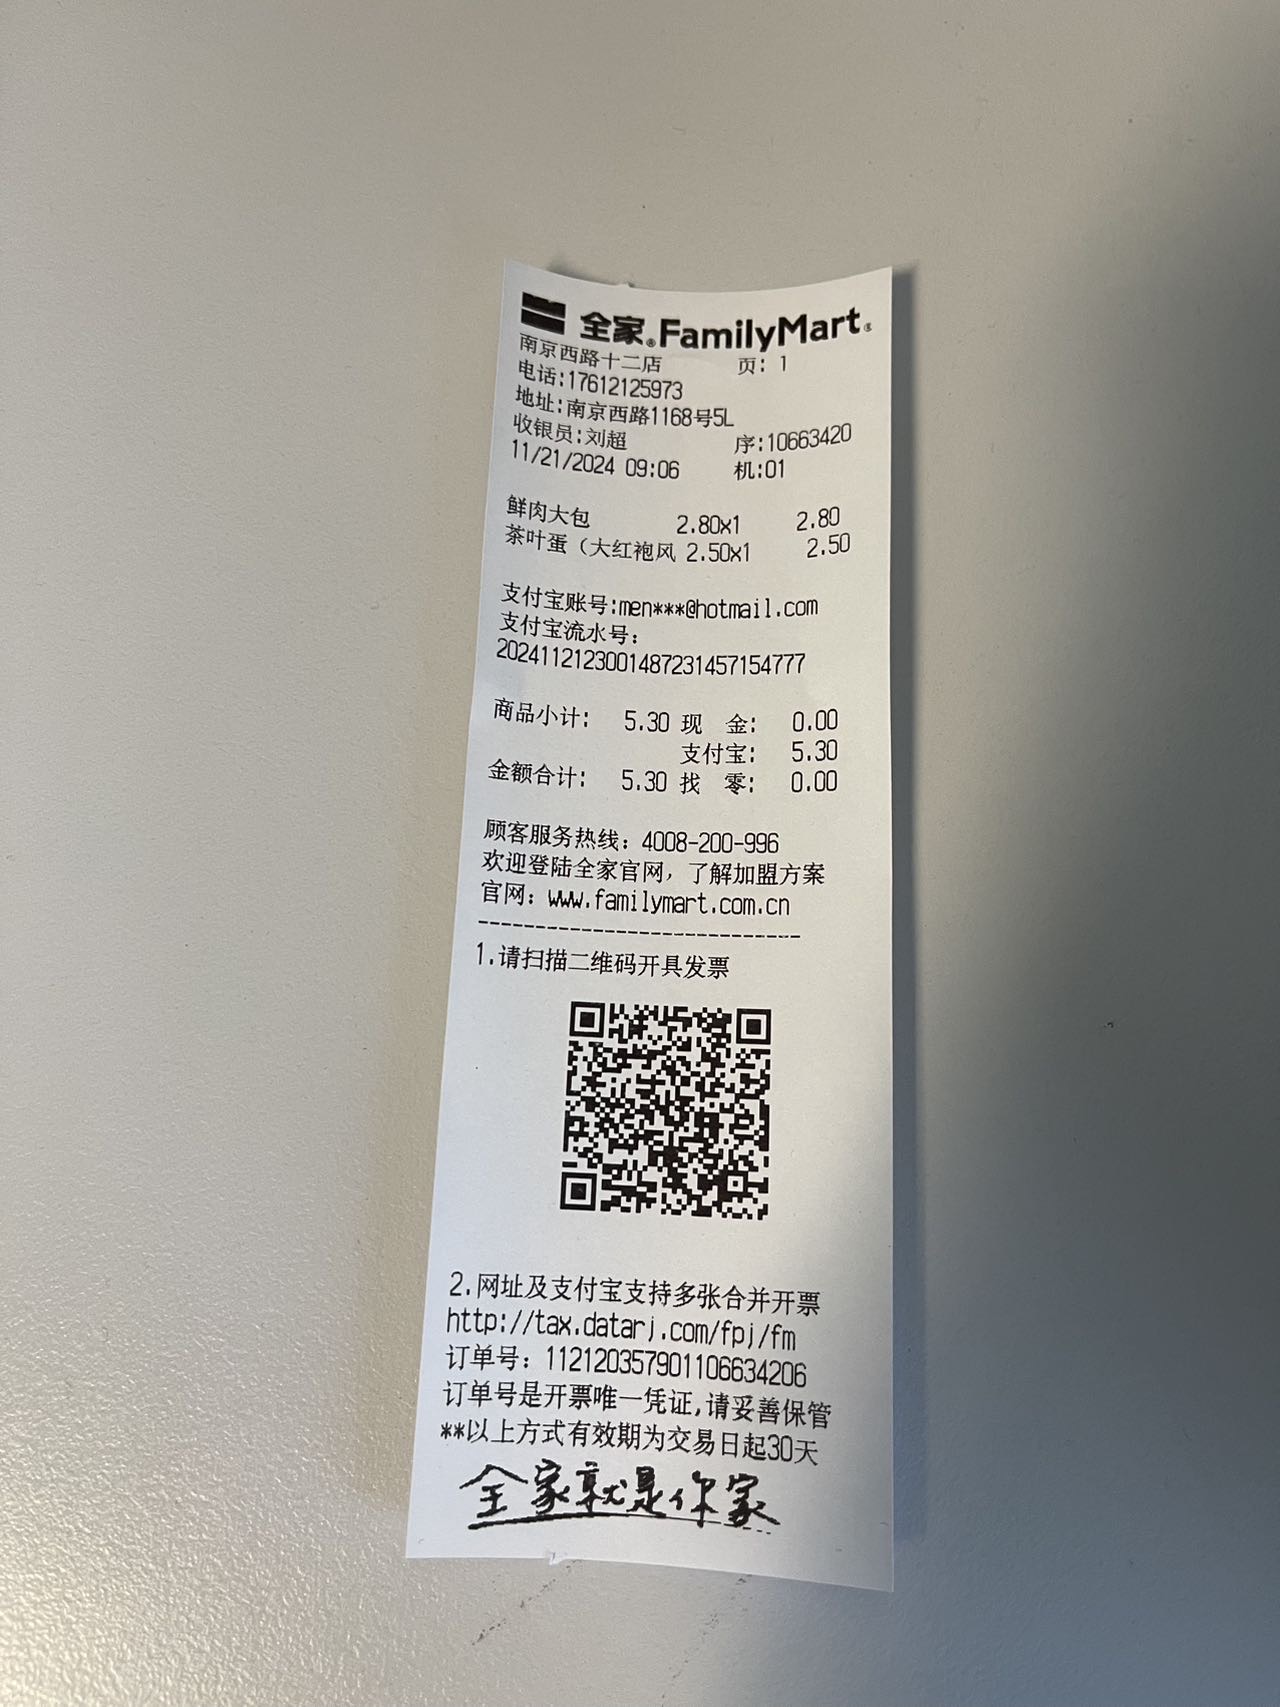 全家®FamilyMart®
南京西路十二店 页: 1
电话:17612125973
地址:南京西路1168号5L
收银员:刘超 序:10663420
11/21/2024 09:06 机:01
鲜肉大包 2.80x1 2.80
茶叶蛋（大红袍风 2.50x1 2.50
支付宝账号:men***@hotmail.com
支付宝流水号:
2024112123001487231457154777
商品小计: 5.30 现 金: 0.00
支付宝: 5.30
金额合计: 5.30 找 零: 0.00
顾客服务热线: 4008-200-996
欢迎登陆全家官网，了解加盟方案
官网: www.familymart.com.cn
----------------------------
1.请扫描二维码开具发票
2.网址及支付宝支持多张合并开票
http://tax.datarj.com/fpj/fm
订单号: 112120357901106634206
订单号是开票唯一凭证,请妥善保管
**以上方式有效期为交易日起30天
全家就是你家